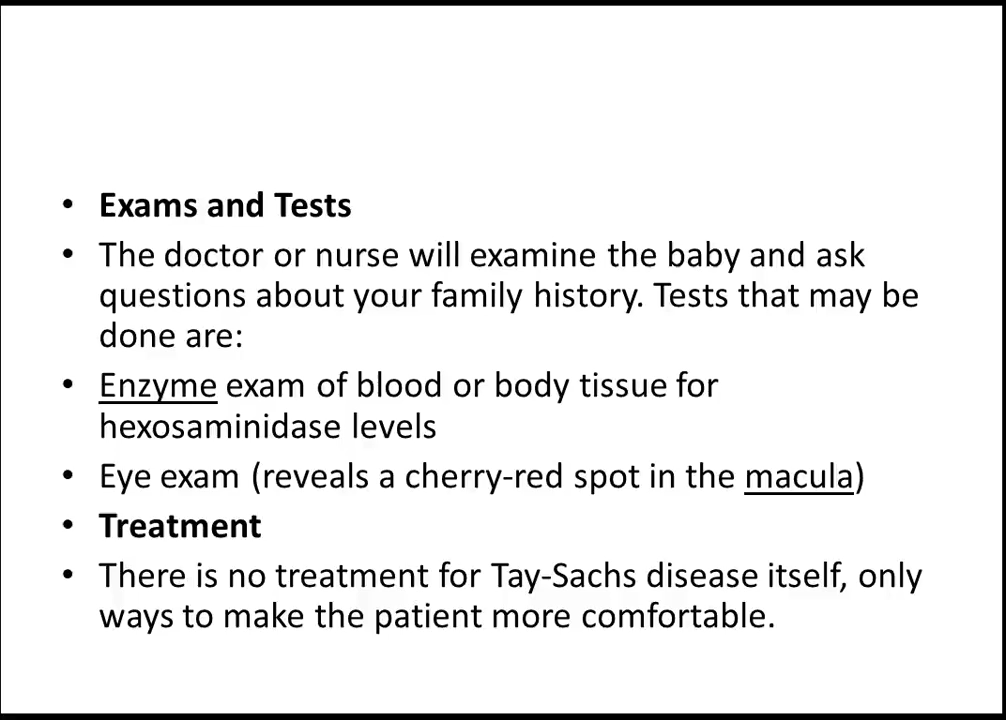 • Exams and Tests
• The doctor or nurse will examine the baby and ask
questions about your family history. Tests that may be
done are:
• Enzyme exam of blood or body tissue for
hexosaminidase levels
• Eye exam (reveals a cherry-red spot in the macula)
• Treatment
• There is no treatment for Tay-Sachs disease itself, only
ways to make the patient more comfortable.